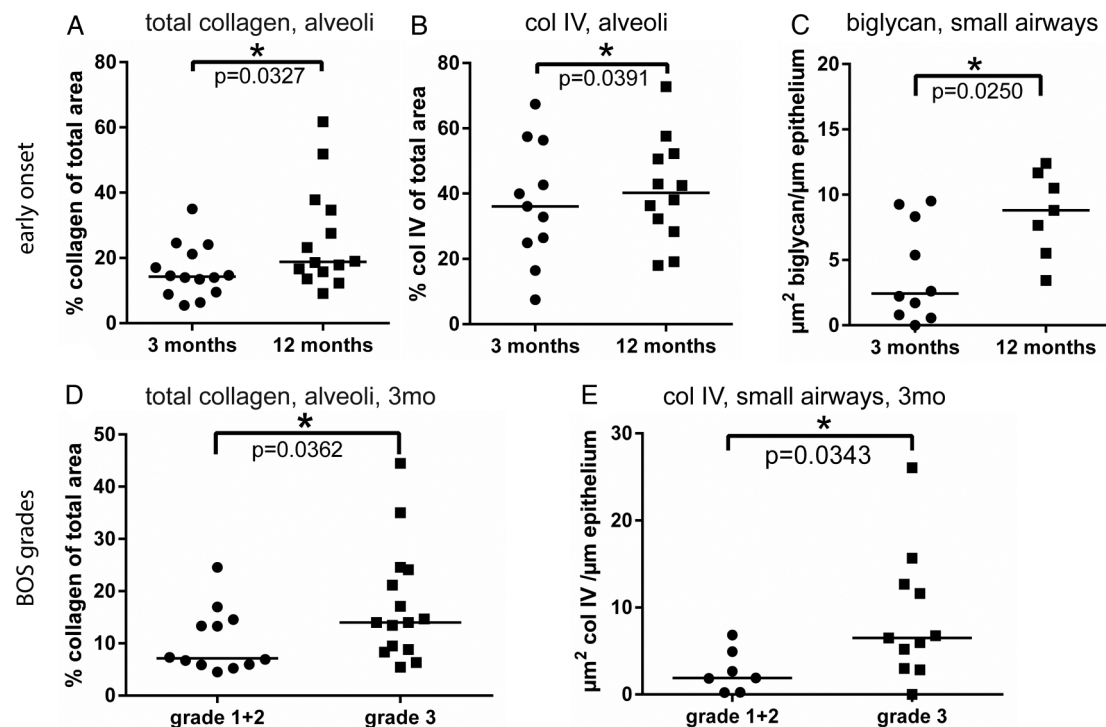 A total collagen, alveoli
B col IV, alveoli
C biglycan, small airways
early onset
% collagen of total area
80
60
40
20
0
*
p=0.0327
3 months 12 months
% col IV of total area
80
60
40
20
0
*
p=0.0391
3 months 12 months
µm² biglycan/µm epithelium
20
15
10
5
0
*
p=0.0250
3 months 12 months
D total collagen, alveoli, 3mo
E col IV, small airways, 3mo
BOS grades
% collagen of total area
50
40
30
20
10
0
*
p=0.0362
grade 1+2 grade 3
µm² col IV /µm epithelium
30
20
10
0
*
p=0.0343
grade 1+2 grade 3